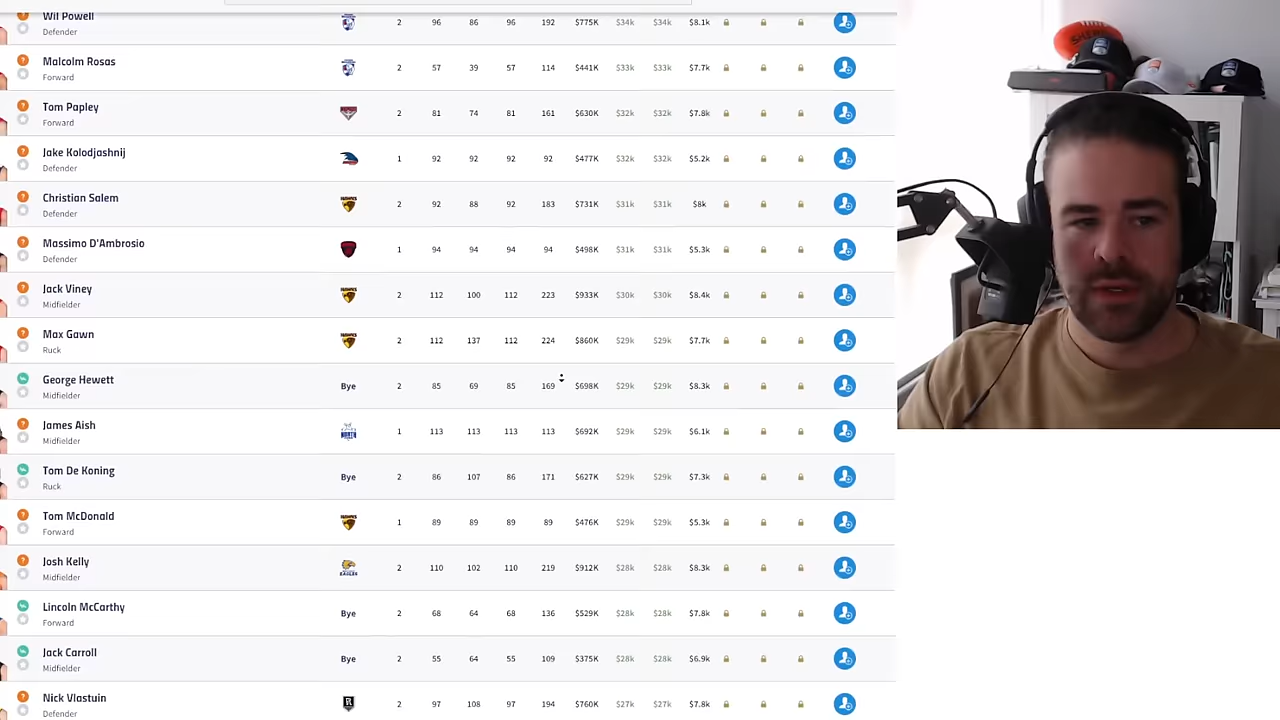 Wil Powell
Defender
2 96 86 96 192 $775K $34k $34k $8.1k
Malcolm Rosas
Forward
2 57 39 57 114 $441K $33k $33k $7.7k
Tom Papley
Forward
2 81 74 81 161 $630K $32k $32k $7.8k
Jake Kolodjashnij
Defender
1 92 92 92 92 $477K $32k $32k $5.2k
Christian Salem
Defender
HAWKS 2 92 88 92 183 $731K $31k $31k $8k
Massimo D'Ambrosio
Defender
1 94 94 94 94 $498K $31k $31k $5.3k
Jack Viney
Midfielder
HAWKS 2 112 100 112 223 $933K $30k $30k $8.4k
Max Gawn
Ruck
HAWKS 2 112 137 112 224 $860K $29k $29k $7.7k
George Hewett
Midfielder
Bye 2 85 69 85 169 $698K $29k $29k $8.3k
James Aish
Midfielder
NORTH 1 113 113 113 113 $692K $29k $29k $6.1k
Tom De Koning
Ruck
Bye 2 86 107 86 171 $627K $29k $29k $7.3k
Tom McDonald
Forward
HAWKS 1 89 89 89 89 $476K $29k $29k $5.3k
Josh Kelly
Midfielder
EAGLES 2 110 102 110 219 $912K $28k $28k $8.3k
Lincoln McCarthy
Forward
Bye 2 68 64 68 136 $529K $28k $28k $7.8k
Jack Carroll
Midfielder
Bye 2 55 64 55 109 $375K $28k $28k $6.9k
Nick Vlastuin
Defender
2 97 108 97 194 $760K $27k $27k $7.8k